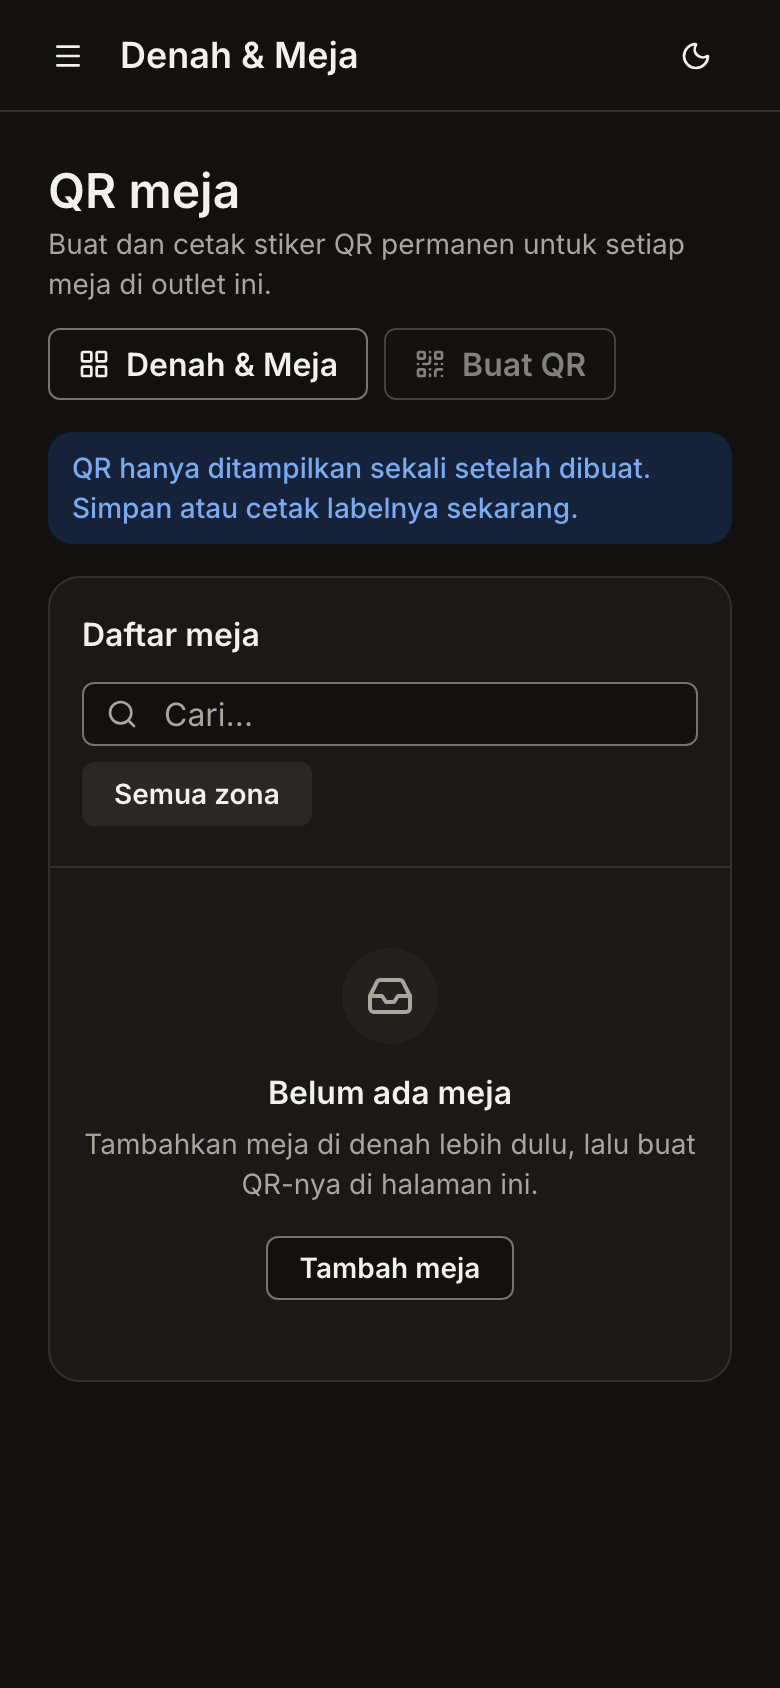 Denah & Meja
QR meja
Buat dan cetak stiker QR permanen untuk setiap
meja di outlet ini.
Denah & Meja
Buat QR
QR hanya ditampilkan sekali setelah dibuat.
Simpan atau cetak labelnya sekarang.
Daftar meja
Cari...
Semua zona
Belum ada meja
Tambahkan meja di denah lebih dulu, lalu buat
QR-nya di halaman ini.
Tambah meja